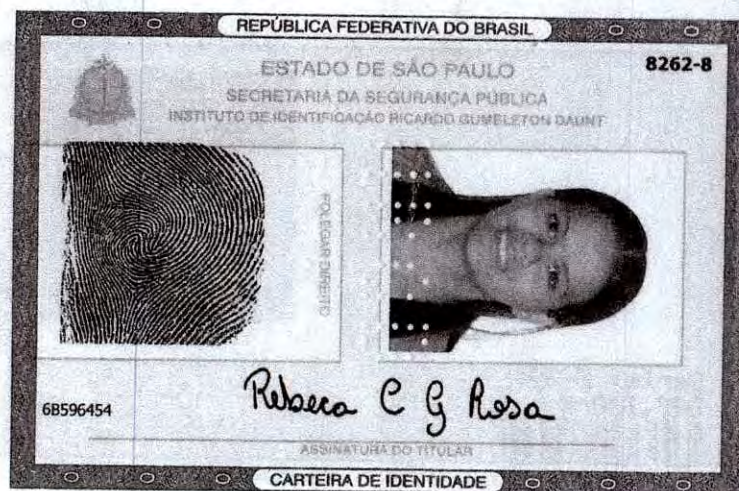 REPÚBLICA FEDERATIVA DO BRASIL
8262-8
ESTADO DE SÃO PAULO
SECRETARIA DA SEGURANÇA PÚBLICA
INSTITUTO DE IDENTIFICAÇÃO RICARDO GUMBLETON DAUNT
POLEGAR DIREITO
Rebeca C G Rosa
6B596454
ASSINATURA DO TITULAR
CARTEIRA DE IDENTIDADE